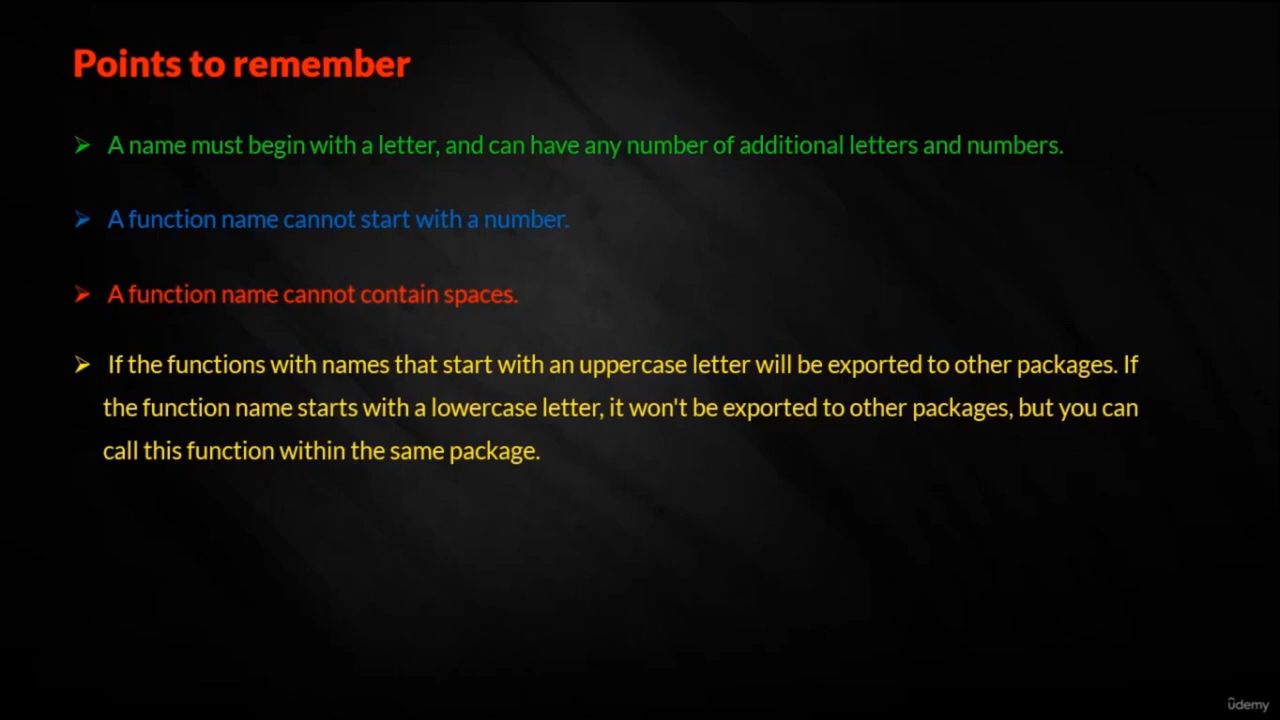 Points to remember
➢ A name must begin with a letter, and can have any number of additional letters and numbers.
➢ A function name cannot start with a number.
➢ A function name cannot contain spaces.
➢ If the functions with names that start with an uppercase letter will be exported to other packages. If
the function name starts with a lowercase letter, it won't be exported to other packages, but you can
call this function within the same package.
ûdemy